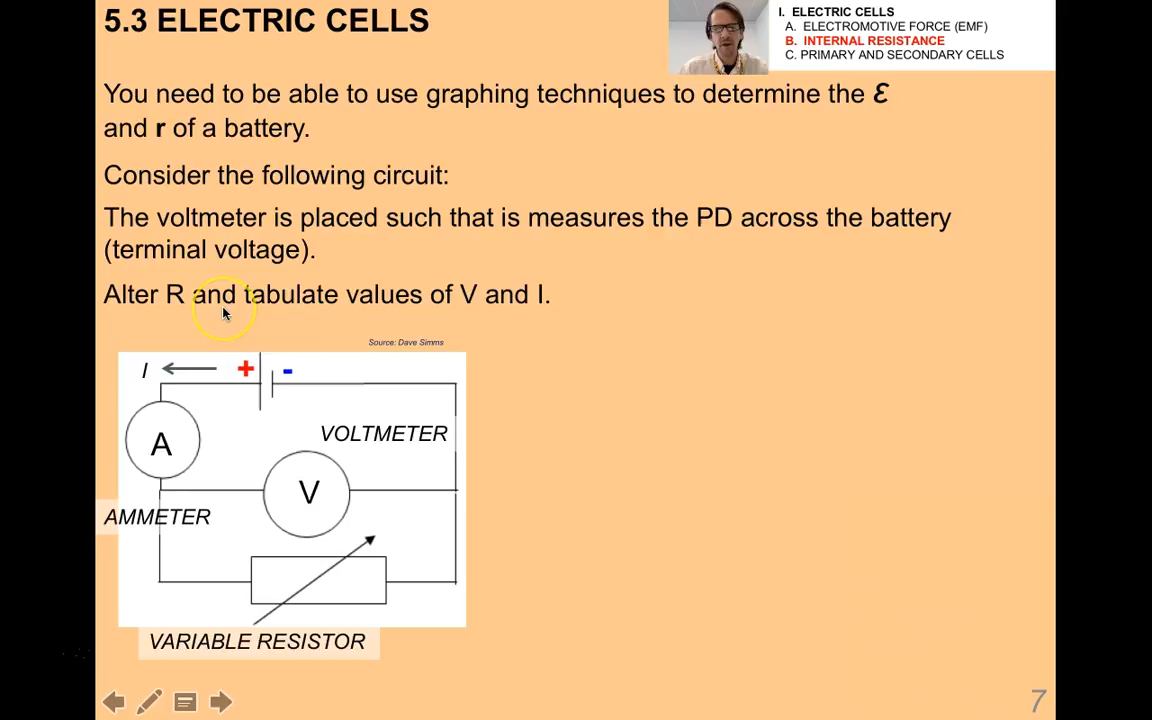 5.3 ELECTRIC CELLS
I. ELECTRIC CELLS
A. ELECTROMOTIVE FORCE (EMF)
B. INTERNAL RESISTANCE
C. PRIMARY AND SECONDARY CELLS
You need to be able to use graphing techniques to determine the Ɛ
and r of a battery.
Consider the following circuit:
The voltmeter is placed such that is measures the PD across the battery
(terminal voltage).
Alter R and tabulate values of V and I.
Source: Dave Simms
I
+ -
VOLTMETER
A
V
AMMETER
VARIABLE RESISTOR
7